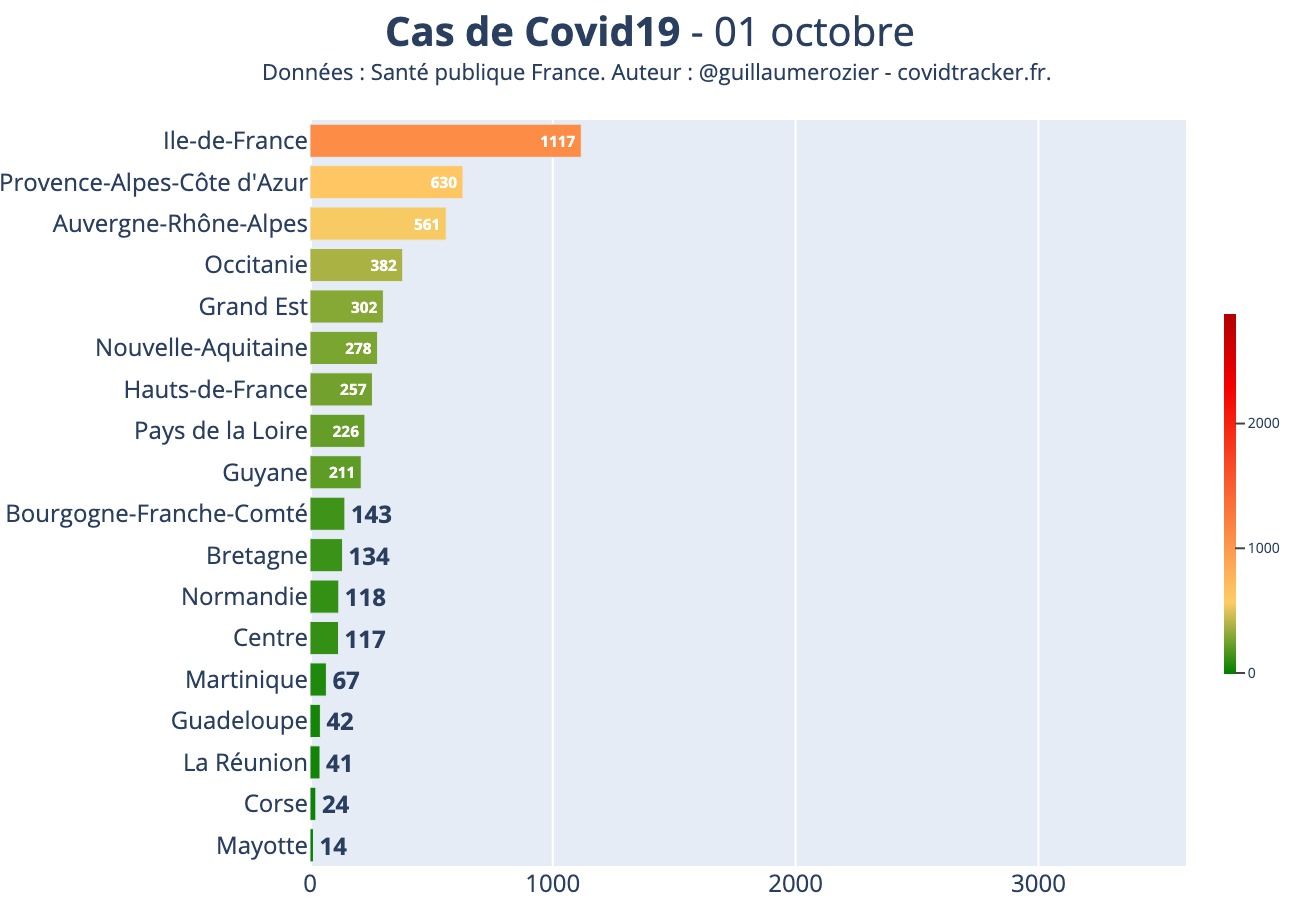 Cas de Covid19 - 01 octobre
Données : Santé publique France. Auteur : @guillaumerozier - covidtracker.fr.
Ile-de-France 1117
Provence-Alpes-Côte d'Azur 630
Auvergne-Rhône-Alpes 561
Occitanie 382
Grand Est 302
Nouvelle-Aquitaine 278
Hauts-de-France 257
Pays de la Loire 226
Guyane 211
Bourgogne-Franche-Comté 143
Bretagne 134
Normandie 118
Centre 117
Martinique 67
Guadeloupe 42
La Réunion 41
Corse 24
Mayotte 14
0 1000 2000 3000
2000
1000
0